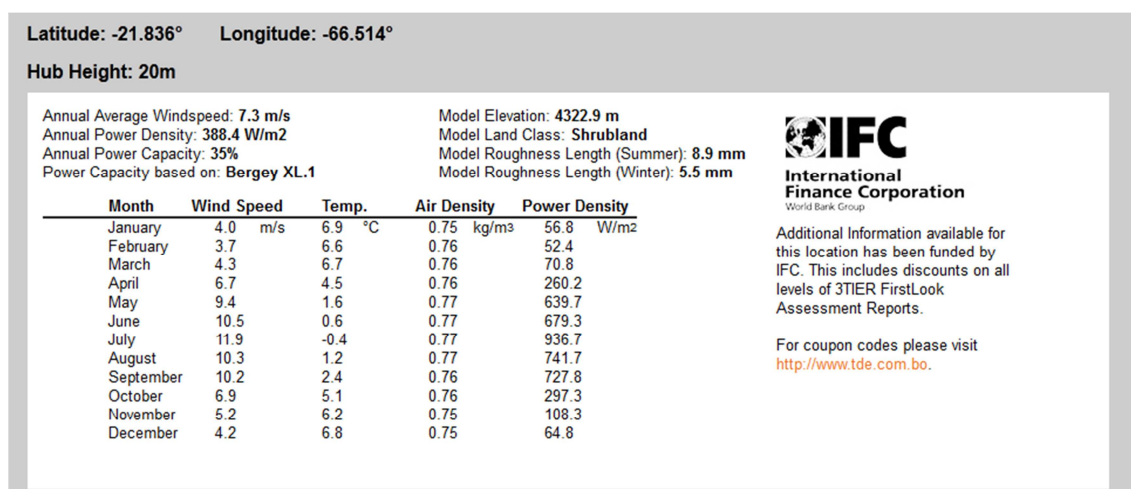 Latitude: -21.836° Longitude: -66.514°
Hub Height: 20m
Annual Average Windspeed: 7.3 m/s
Annual Power Density: 388.4 W/m2
Annual Power Capacity: 35%
Power Capacity based on: Bergey XL.1
Model Elevation: 4322.9 m
Model Land Class: Shrubland
Model Roughness Length (Summer): 8.9 mm
Model Roughness Length (Winter): 5.5 mm
Month Wind Speed Temp. Air Density Power Density
January 4.0 m/s 6.9 °C 0.75 kg/m3 56.8 W/m2
February 3.7 6.6 0.76 52.4
March 4.3 6.7 0.76 70.8
April 6.7 4.5 0.76 260.2
May 9.4 1.6 0.77 639.7
June 10.5 0.6 0.77 679.3
July 11.9 -0.4 0.77 936.7
August 10.3 1.2 0.77 741.7
September 10.2 2.4 0.76 727.8
October 6.9 5.1 0.76 297.3
November 5.2 6.2 0.75 108.3
December 4.2 6.8 0.75 64.8
IFC
International
Finance Corporation
World Bank Group
Additional Information available for
this location has been funded by
IFC. This includes discounts on all
levels of 3TIER FirstLook
Assessment Reports.
For coupon codes please visit
http://www.tde.com.bo.